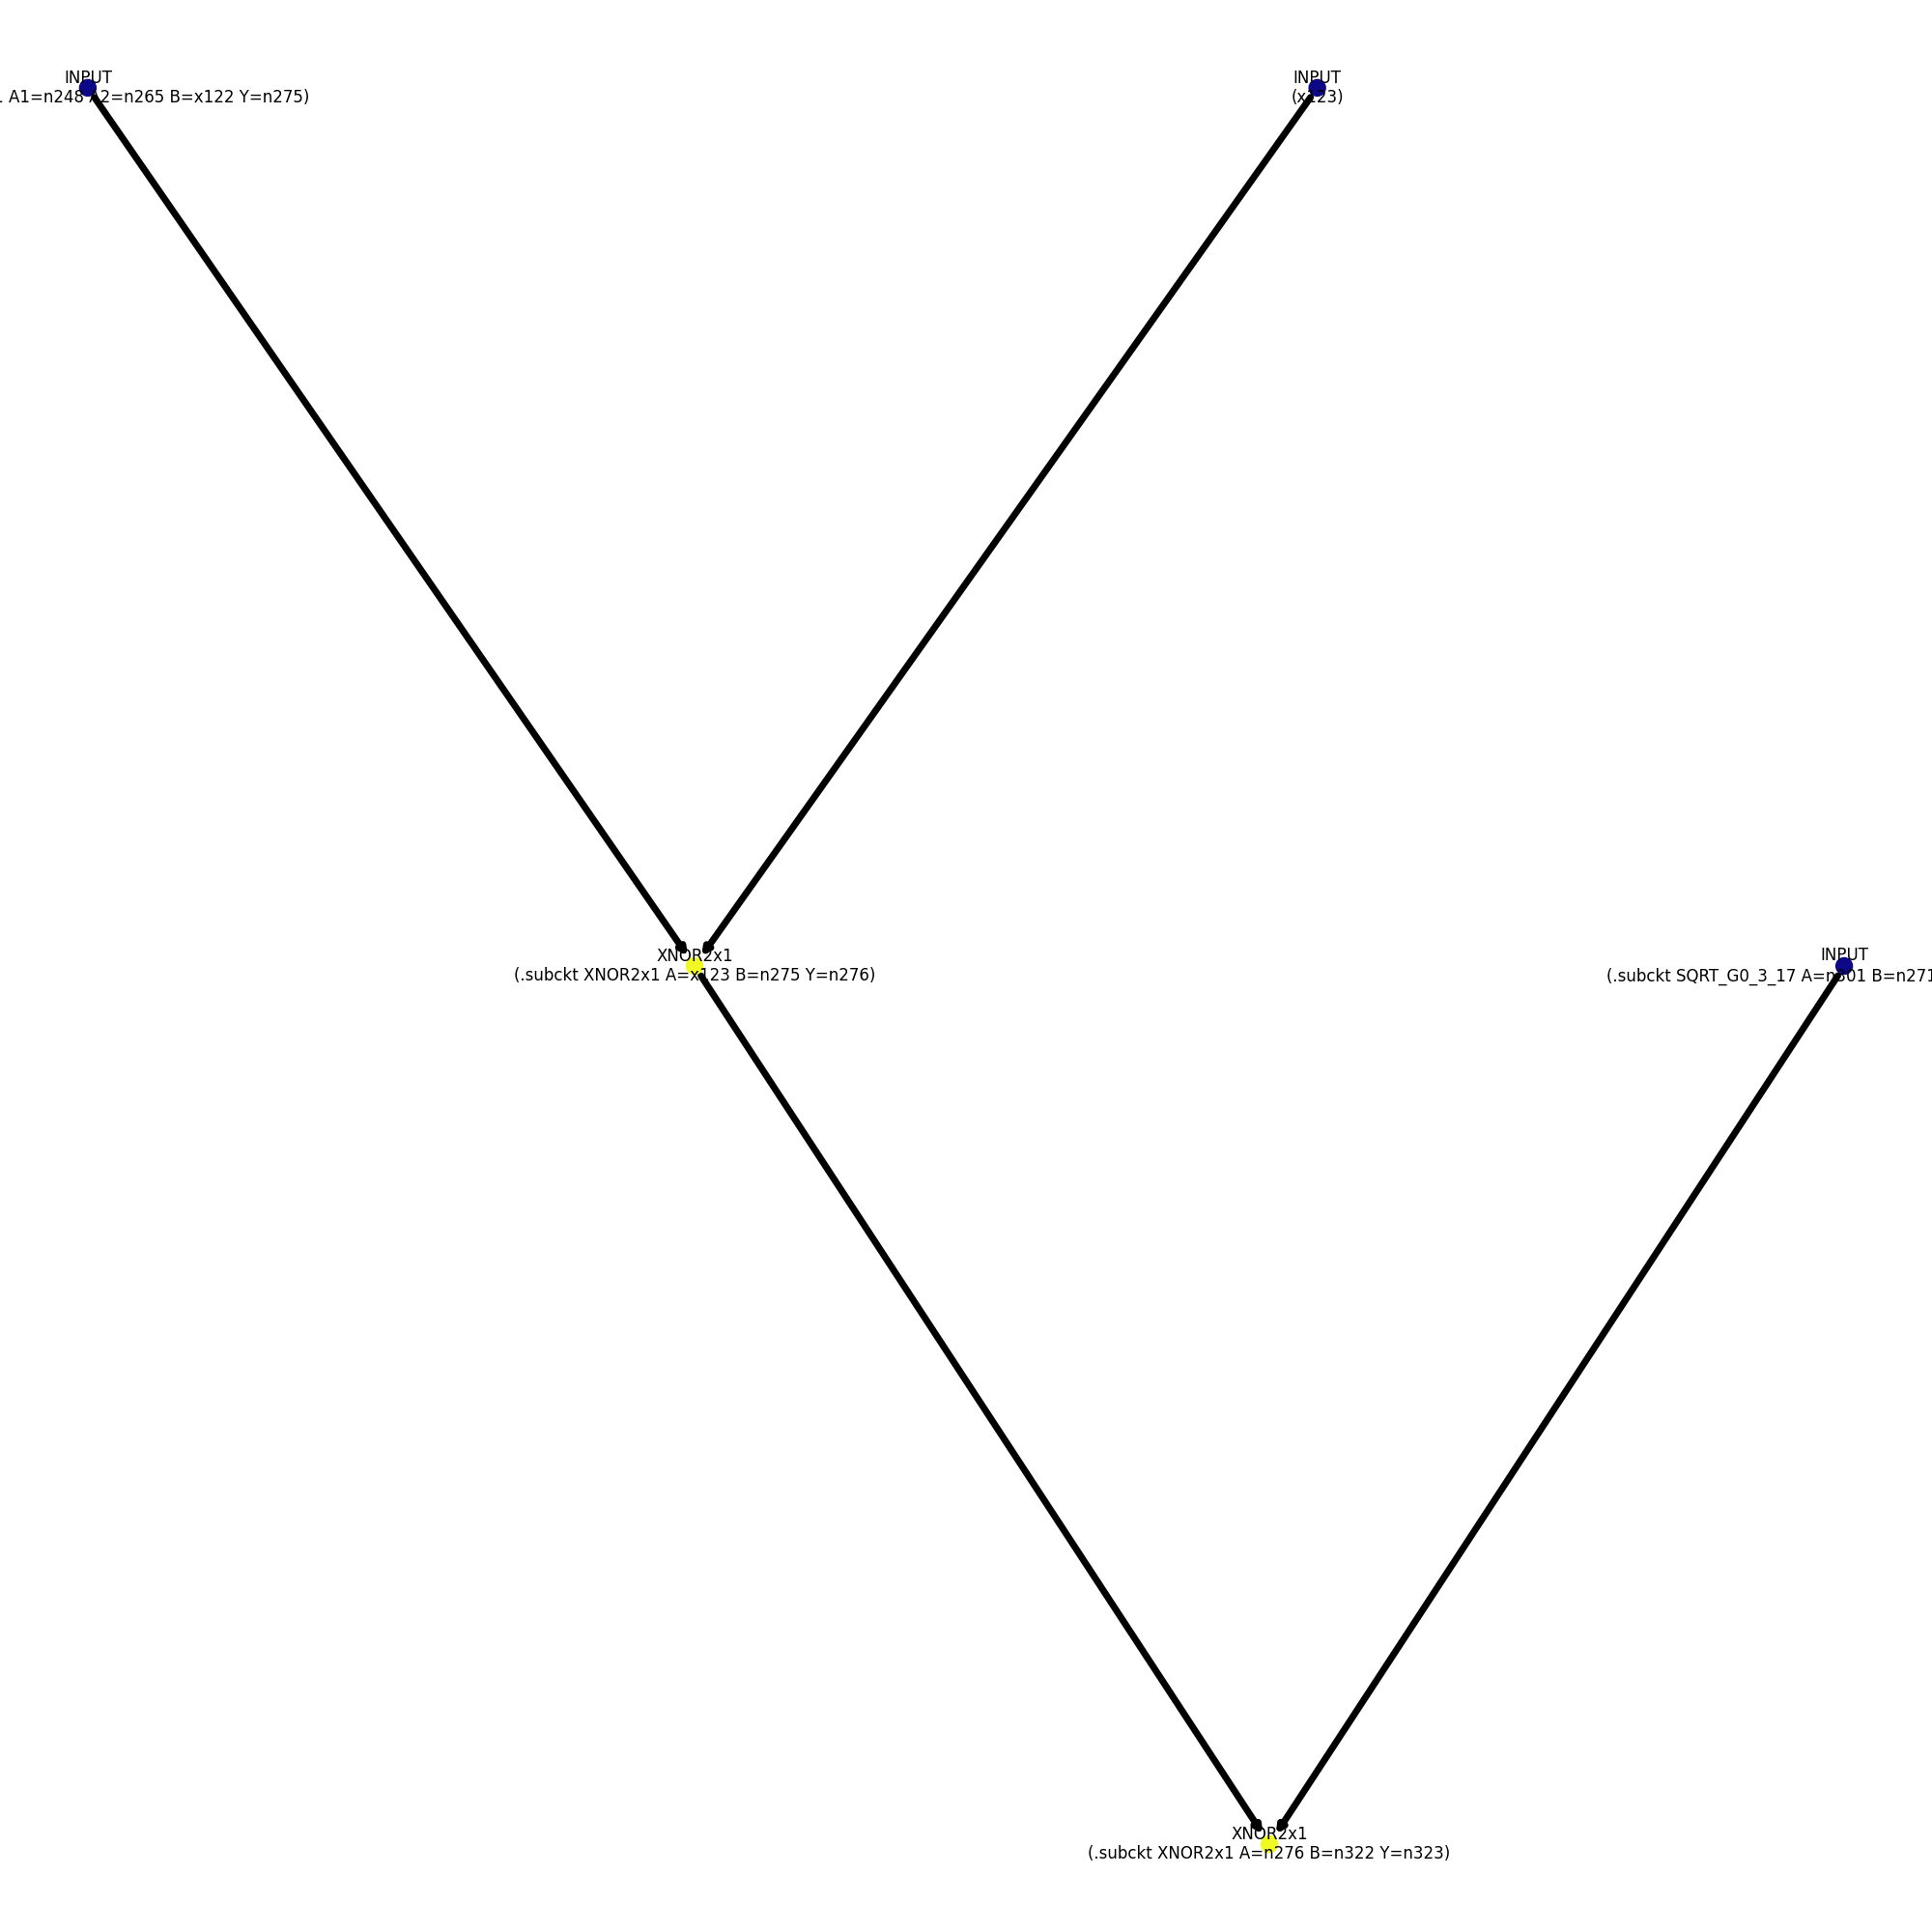 INPUT
. A1=n248 A2=n265 B=x122 Y=n275)
INPUT
(x123)
XNOR2x1
(.subckt XNOR2x1 A=x123 B=n275 Y=n276)
INPUT
(.subckt SQRT_G0_3_17 A=n301 B=n271
XNOR2x1
(.subckt XNOR2x1 A=n276 B=n322 Y=n323)